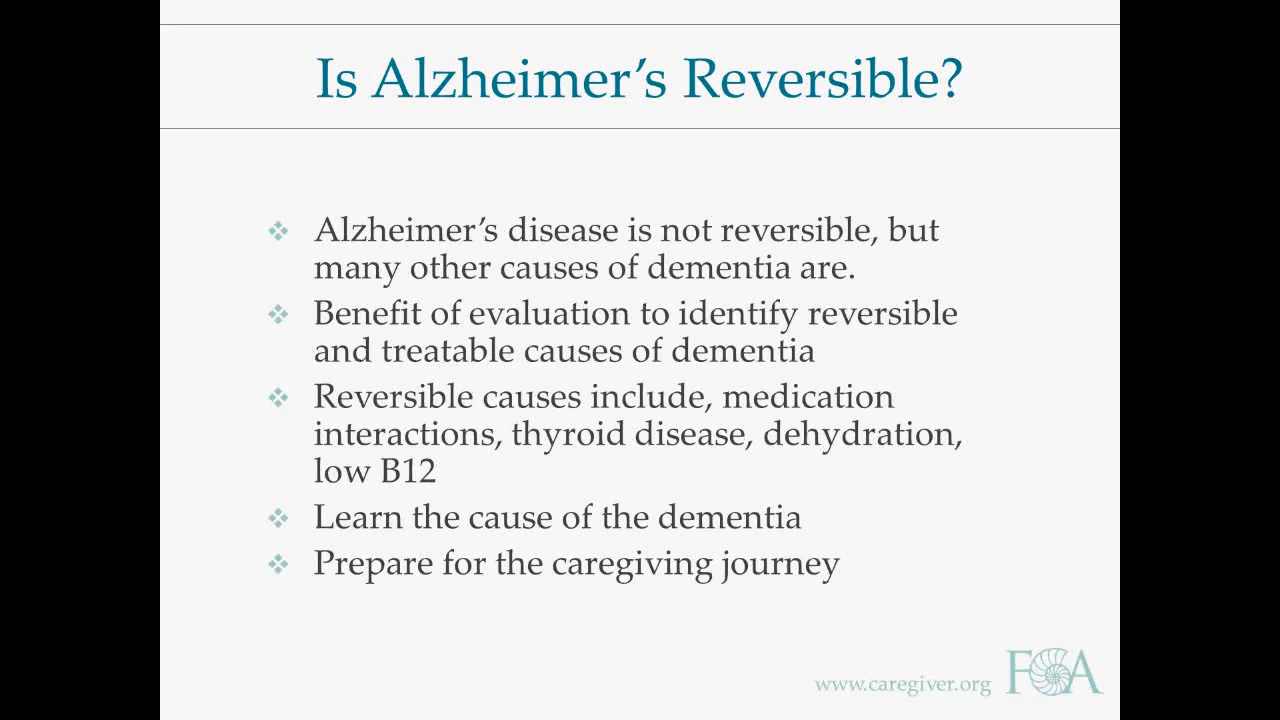 Is Alzheimer’s Reversible?
Alzheimer’s disease is not reversible, but
many other causes of dementia are.
Benefit of evaluation to identify reversible
and treatable causes of dementia
Reversible causes include, medication
interactions, thyroid disease, dehydration,
low B12
Learn the cause of the dementia
Prepare for the caregiving journey
www.caregiver.org FCA